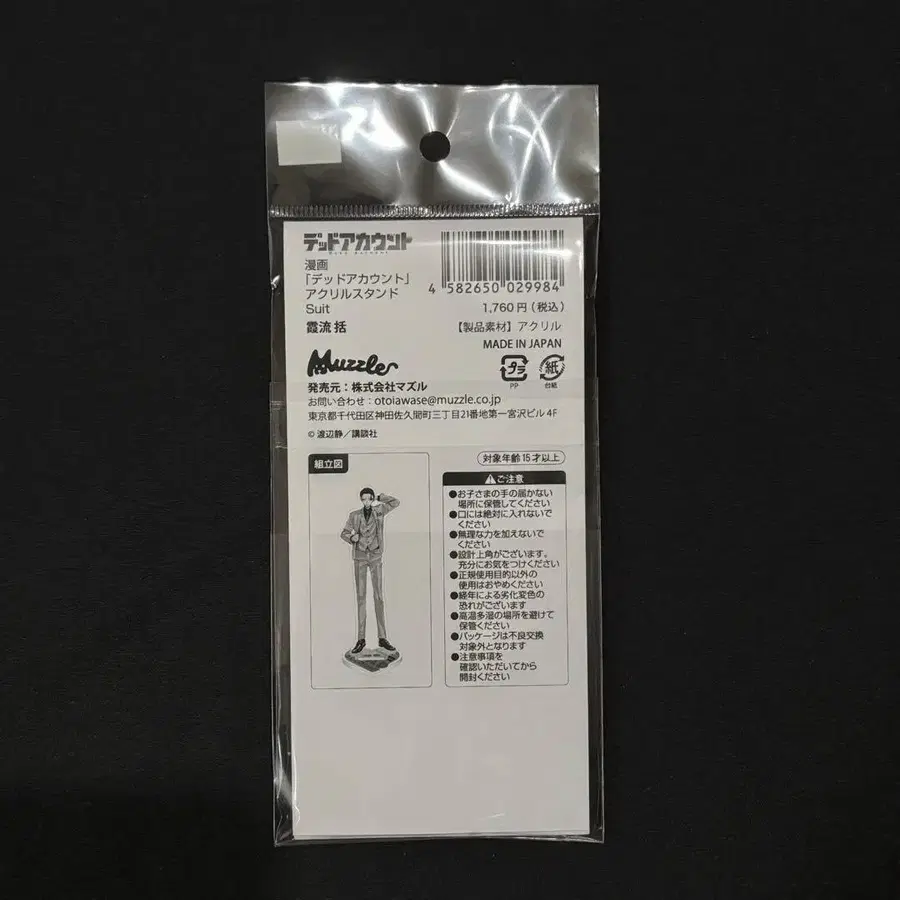 デッドアカウント
漫画
「デッドアカウント」
アクリルスタンド
Suit
霞流 括
4 582650 029984
1,760円（税込）
【製品素材】アクリル
MADE IN JAPAN
プラ
PP
紙
台紙
Muzzle
発売元：株式会社マズル
お問い合わせ：otoiawase@muzzle.co.jp
東京都千代田区神田佐久間町三丁目21番地第一宮沢ビル 4F
©渡辺静／講談社
組立図
対象年齢15才以上
ご注意
●お子さまの手の届かない
場所に保管してください
●口には絶対に入れないで
ください
●無理な力を加えないで
ください
●設計上角がございます。
充分にお気をつけください
●正規使用目的以外の
使用はおやめください
●経年による劣化変色の
恐れがございます
●高温多湿の場所を避けて
保管ください
●パッケージは不良交換
対象外となります
●注意事項を
確認いただいてから
開封ください